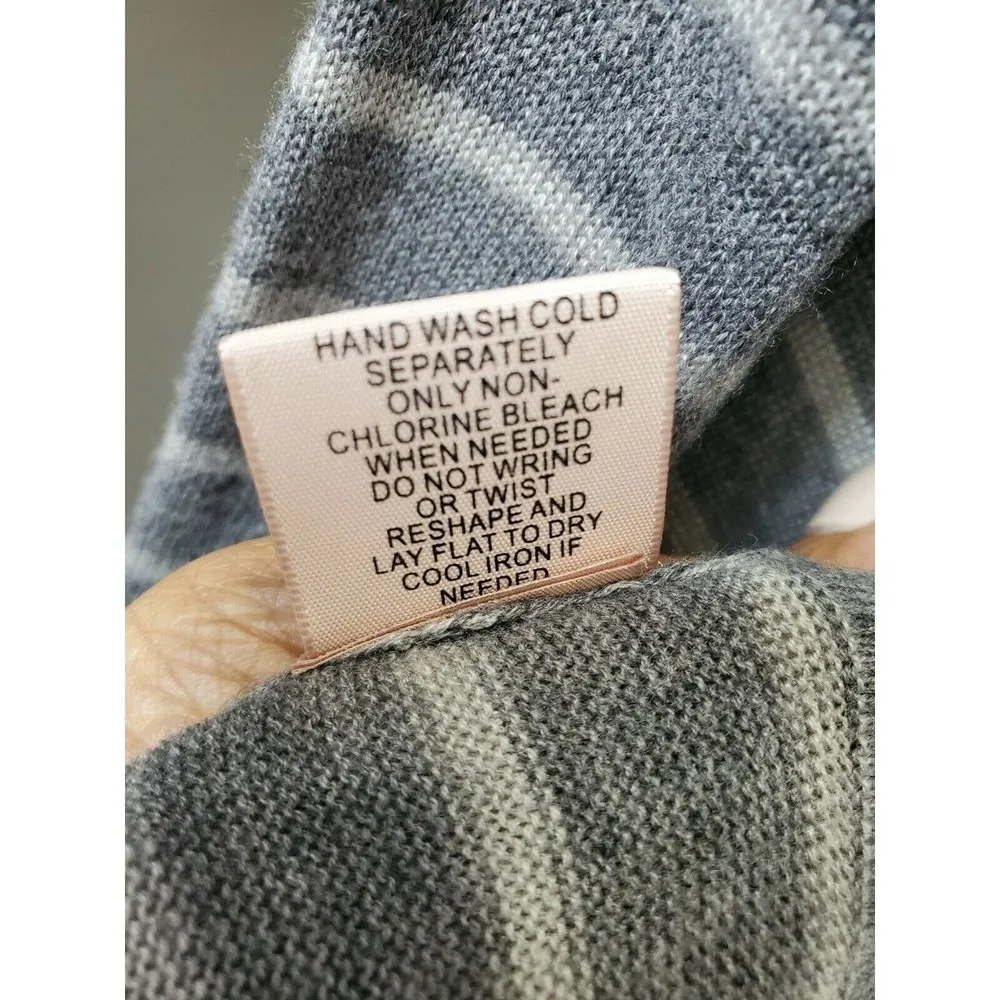 HAND WASH COLD
SEPARATELY
ONLY NON-
CHLORINE BLEACH
WHEN NEEDED
DO NOT WRING
OR TWIST
RESHAPE AND
LAY FLAT TO DRY
COOL IRON IF
NEEDED